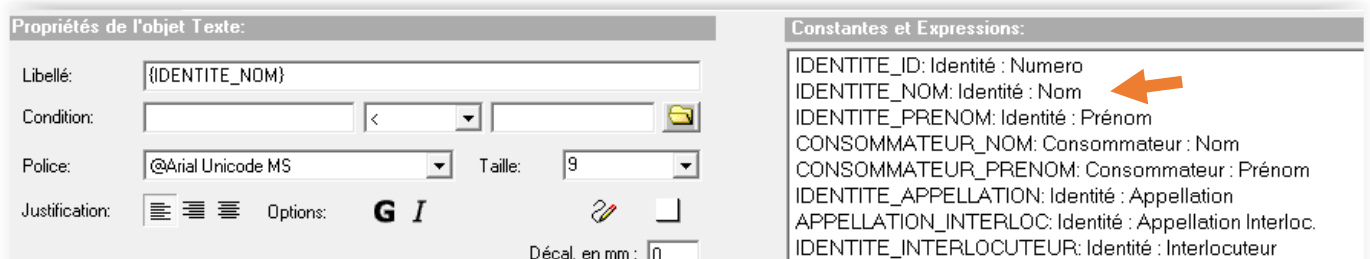 Propriétés de l'objet Texte:
Libellé: {IDENTITE_NOM}
Condition: <
Police: @Arial Unicode MS Taille: 9
Justification: Options: G I
Décal. en mm : 0
Constantes et Expressions:
IDENTITE_ID: Identité : Numero
IDENTITE_NOM: Identité : Nom
IDENTITE_PRENOM: Identité : Prénom
CONSOMMATEUR_NOM: Consommateur : Nom
CONSOMMATEUR_PRENOM: Consommateur : Prénom
IDENTITE_APPELLATION: Identité : Appellation
APPELLATION_INTERLOC: Identité : Appellation Interloc.
IDENTITE_INTERLOCUTEUR: Identité : Interlocuteur